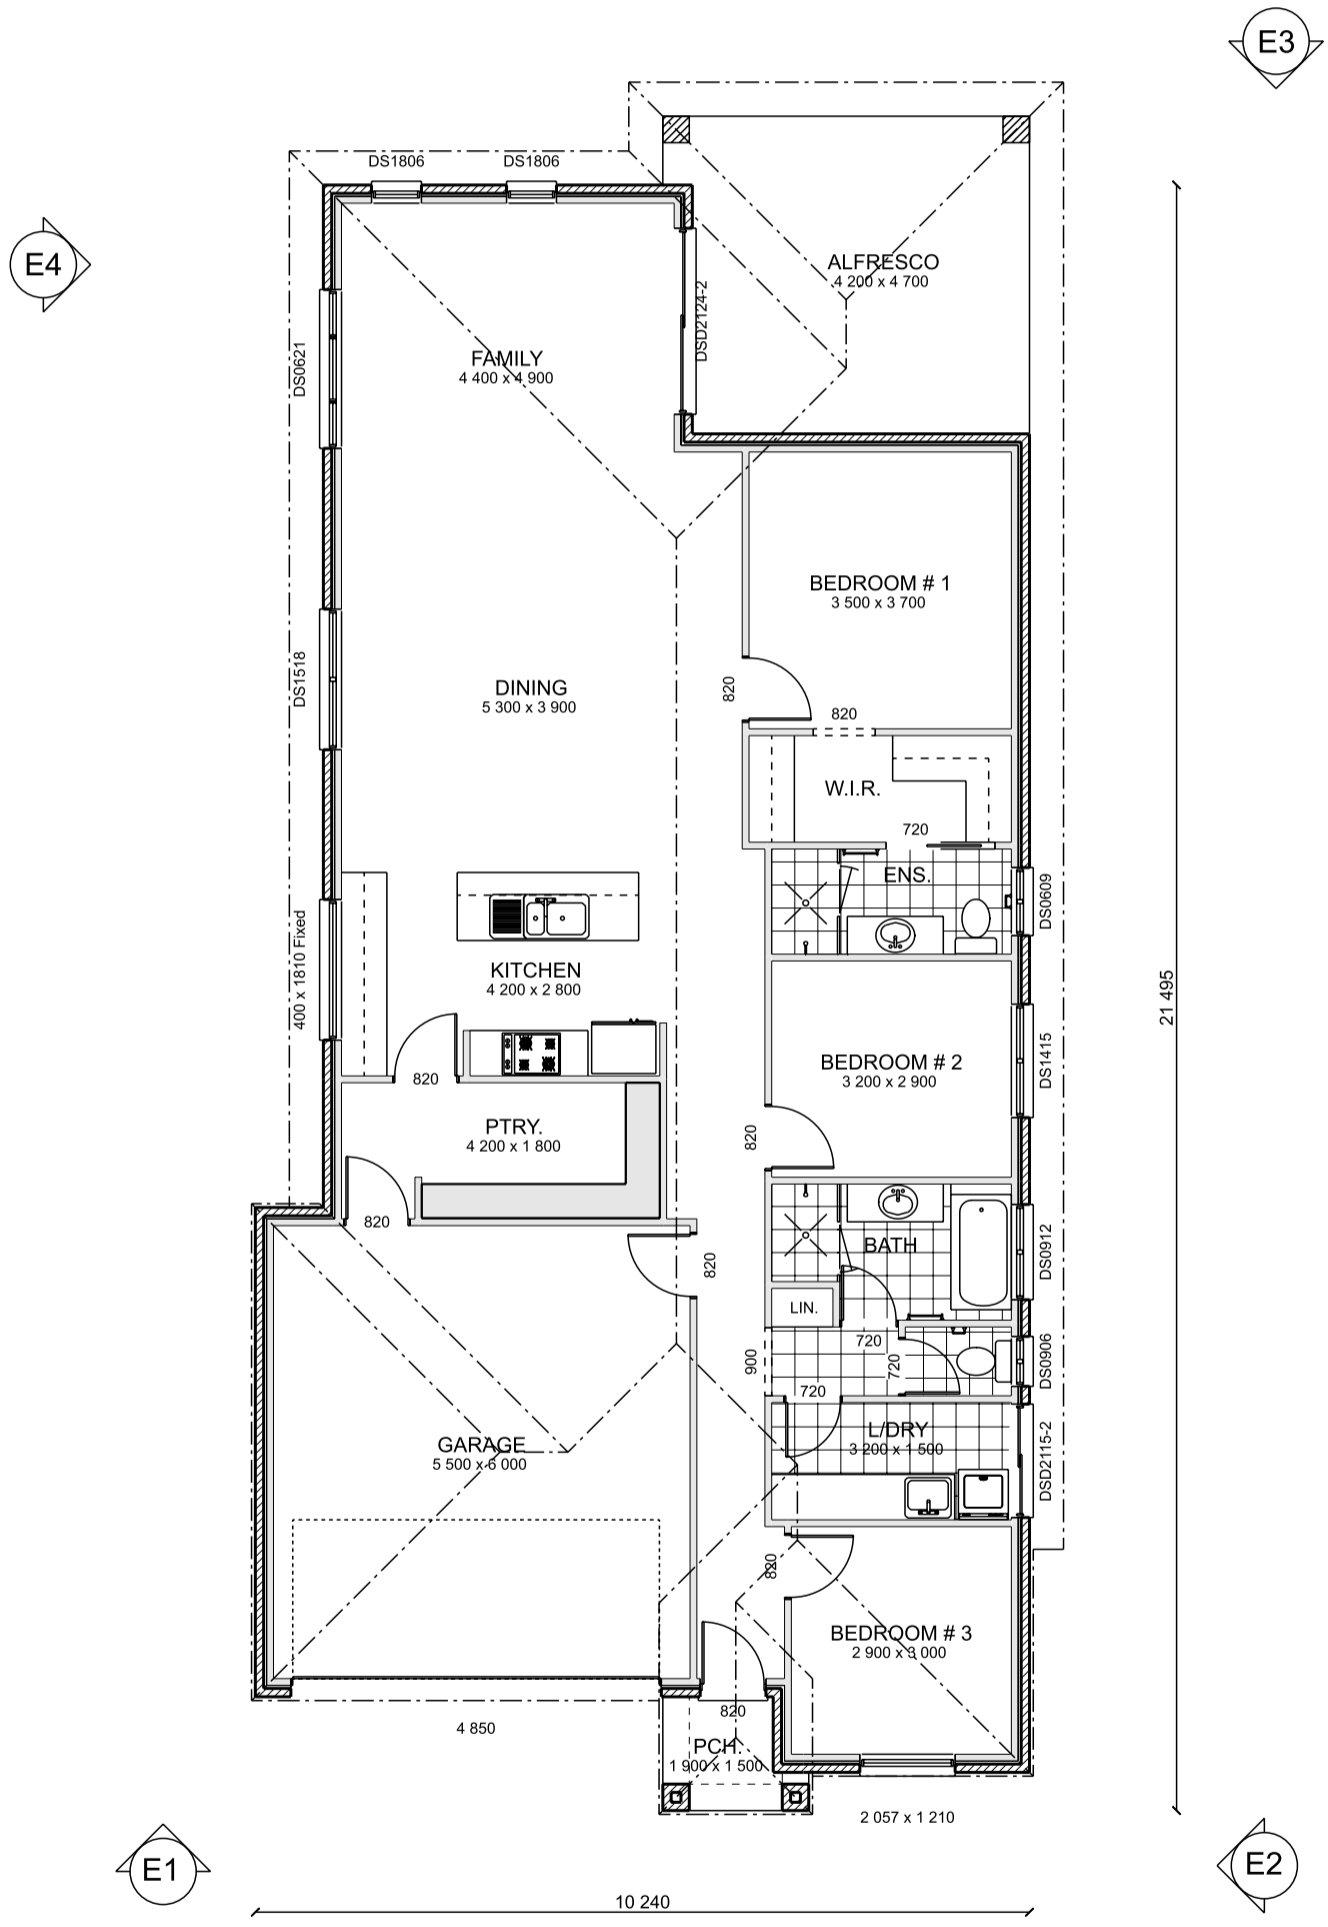 E3
DS1806
DS1806
E4
ALFRESCO
4 200 x 4 700
DSD2124-2
DS0621
FAMILY
4 400 x 4 900
BEDROOM # 1
3 500 x 3 700
DS1518
DINING
5 300 x 3 900
820
820
W.I.R.
720
ENS.
DS0609
400 x 1810 Fixed
KITCHEN
4 200 x 2 800
21 495
BEDROOM # 2
3 200 x 2 900
DS1415
820
PTRY.
4 200 x 1 800
820
820
820
BATH
DS0912
LIN.
720
900
720
DS0906
720
L/DRY
3 200 x 1 500
DSD2115-2
GARAGE
5 500 x 6 000
820
BEDROOM # 3
2 900 x 3 000
820
4 850
PCH.
1 900 x 1 500
2 057 x 1 210
E1
E2
10 240